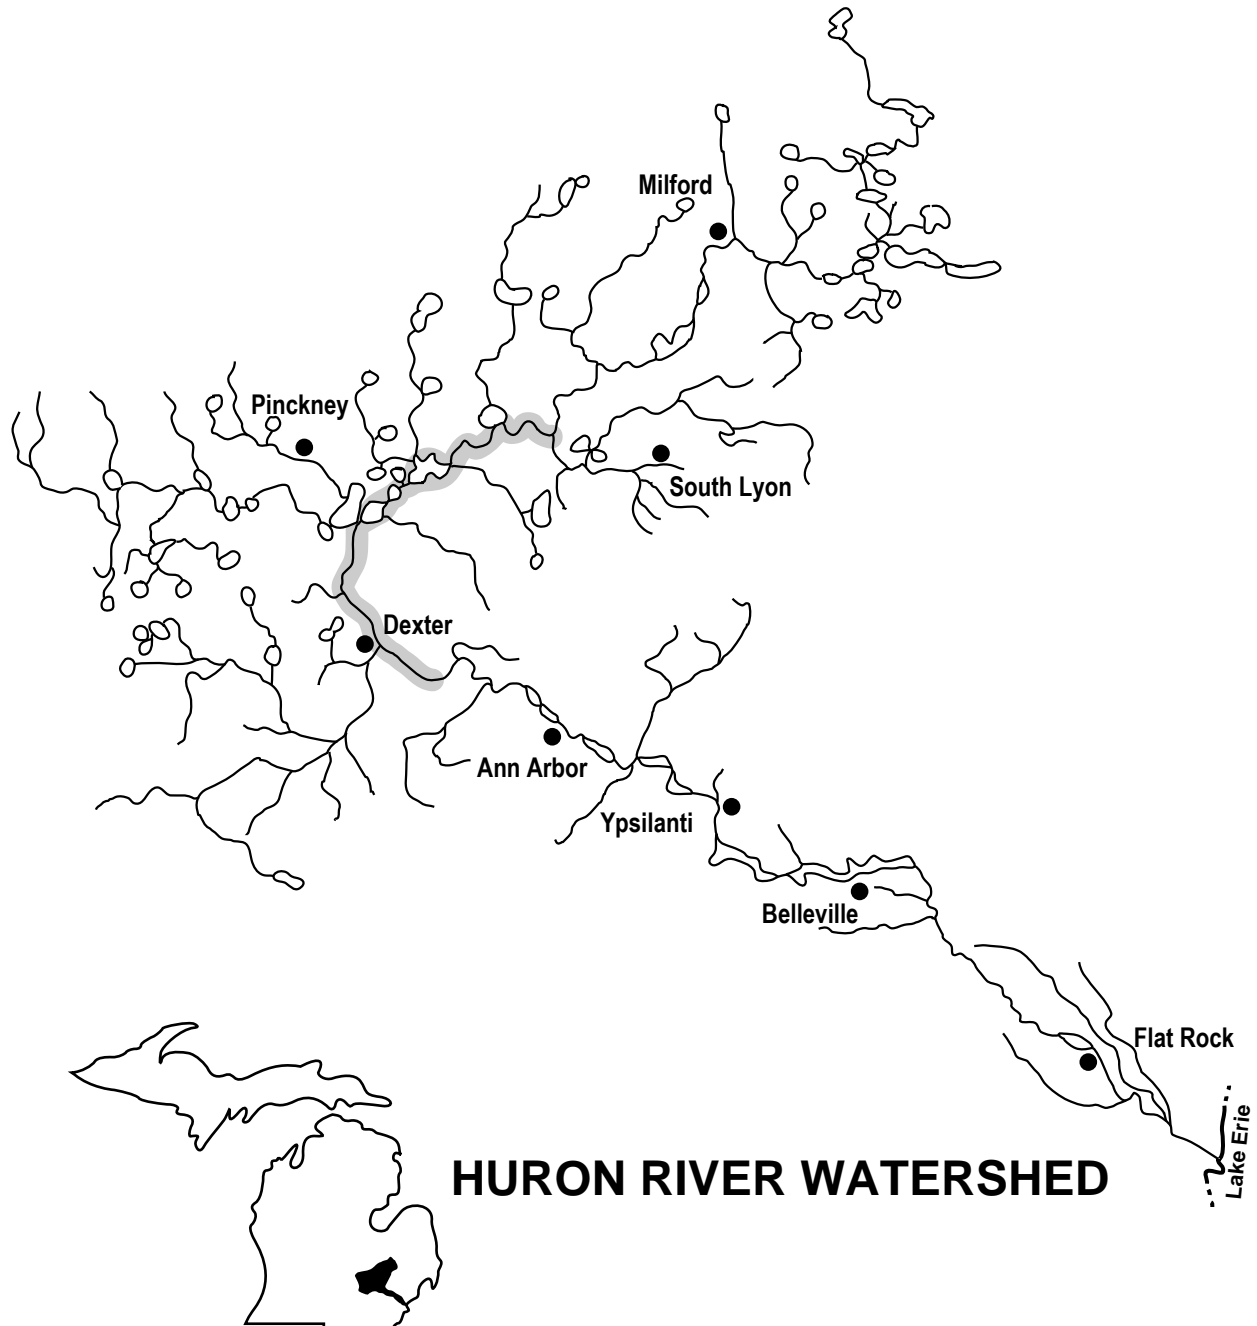 Milford
Pinckney
South Lyon
Dexter
Ann Arbor
Ypsilanti
Belleville
Flat Rock
Lake Erie
HURON RIVER WATERSHED